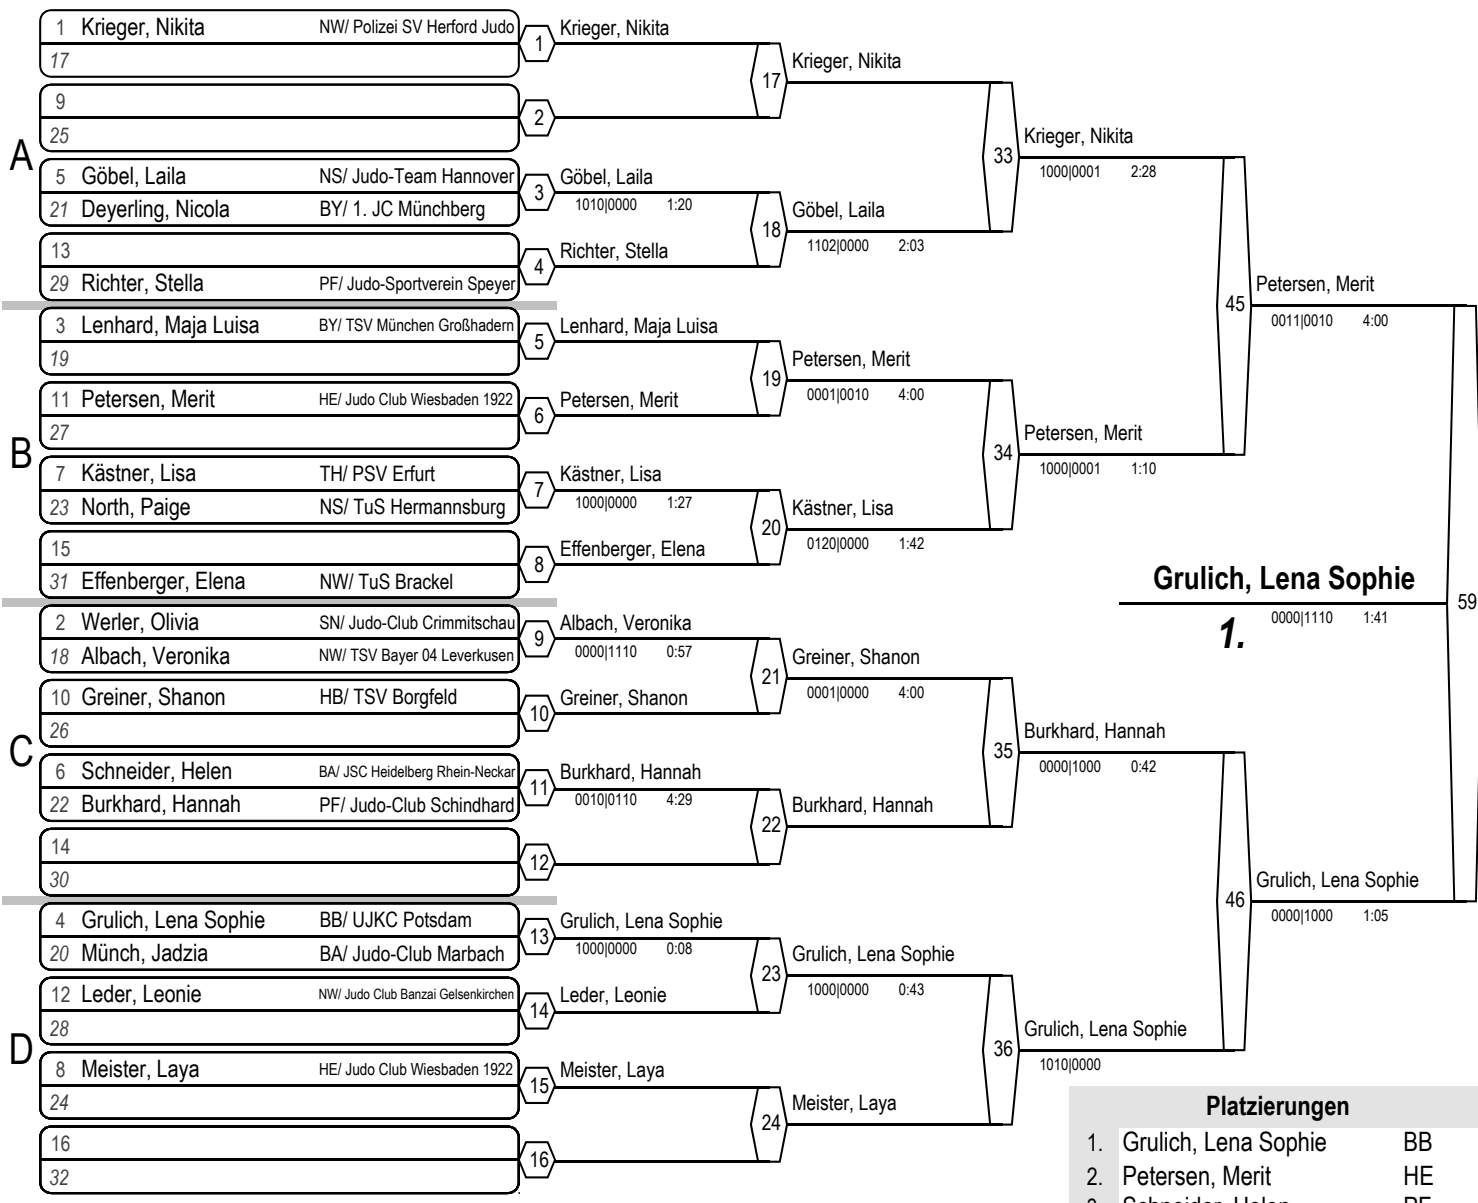 1 Krieger, Nikita NW/ Polizei SV Herford Judo
17
1
Krieger, Nikita
9
25
2
17
Krieger, Nikita
A
5 Göbel, Laila NS/ Judo-Team Hannover
21 Deyerling, Nicola BY/ 1. JC Münchberg
3
Göbel, Laila
1010|0000 1:20
13
29 Richter, Stella PF/ Judo-Sportverein Speyer
4
Richter, Stella
18
Göbel, Laila
1102|0000 2:03
33
Krieger, Nikita
1000|0001 2:28
3 Lenhard, Maja Luisa BY/ TSV München Großhadern
19
5
Lenhard, Maja Luisa
11 Petersen, Merit HE/ Judo Club Wiesbaden 1922
27
6
Petersen, Merit
19
Petersen, Merit
0001|0010 4:00
B
7 Kästner, Lisa TH/ PSV Erfurt
23 North, Paige NS/ TuS Hermannsburg
7
Kästner, Lisa
1000|0000 1:27
15
31 Effenberger, Elena NW/ TuS Brackel
8
Effenberger, Elena
20
Kästner, Lisa
0120|0000 1:42
34
Petersen, Merit
1000|0001 1:10
45
Petersen, Merit
0011|0010 4:00
2 Werler, Olivia SN/ Judo-Club Crimmitschau
18 Albach, Veronika NW/ TSV Bayer 04 Leverkusen
9
Albach, Veronika
0000|1110 0:57
10 Greiner, Shanon HB/ TSV Borgfeld
26
10
Greiner, Shanon
21
Greiner, Shanon
0001|0000 4:00
C
6 Schneider, Helen BA/ JSC Heidelberg Rhein-Neckar
22 Burkhard, Hannah PF/ Judo-Club Schindhard
11
Burkhard, Hannah
0010|0110 4:29
14
30
12
22
Burkhard, Hannah
35
Burkhard, Hannah
0000|1000 0:42
4 Grulich, Lena Sophie BB/ UJKC Potsdam
20 Münch, Jadzia BA/ Judo-Club Marbach
13
Grulich, Lena Sophie
1000|0000 0:08
12 Leder, Leonie NW/ Judo Club Banzai Gelsenkirchen
28
14
Leder, Leonie
23
Grulich, Lena Sophie
1000|0000 0:43
D
8 Meister, Laya HE/ Judo Club Wiesbaden 1922
24
15
Meister, Laya
16
32
16
24
Meister, Laya
36
Grulich, Lena Sophie
1010|0000
46
Grulich, Lena Sophie
0000|1000 1:05
59
Grulich, Lena Sophie
1.
0000|1110 1:41
Platzierungen
1. Grulich, Lena Sophie BB
2. Petersen, Merit HE